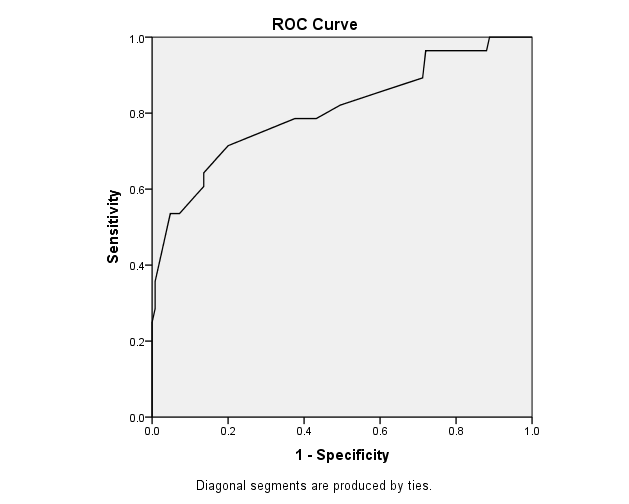 ROC Curve
1.0
0.8
0.6
0.4
0.2
0.0
Sensitivity
0.0 0.2 0.4 0.6 0.8 1.0
1 - Specificity
Diagonal segments are produced by ties.